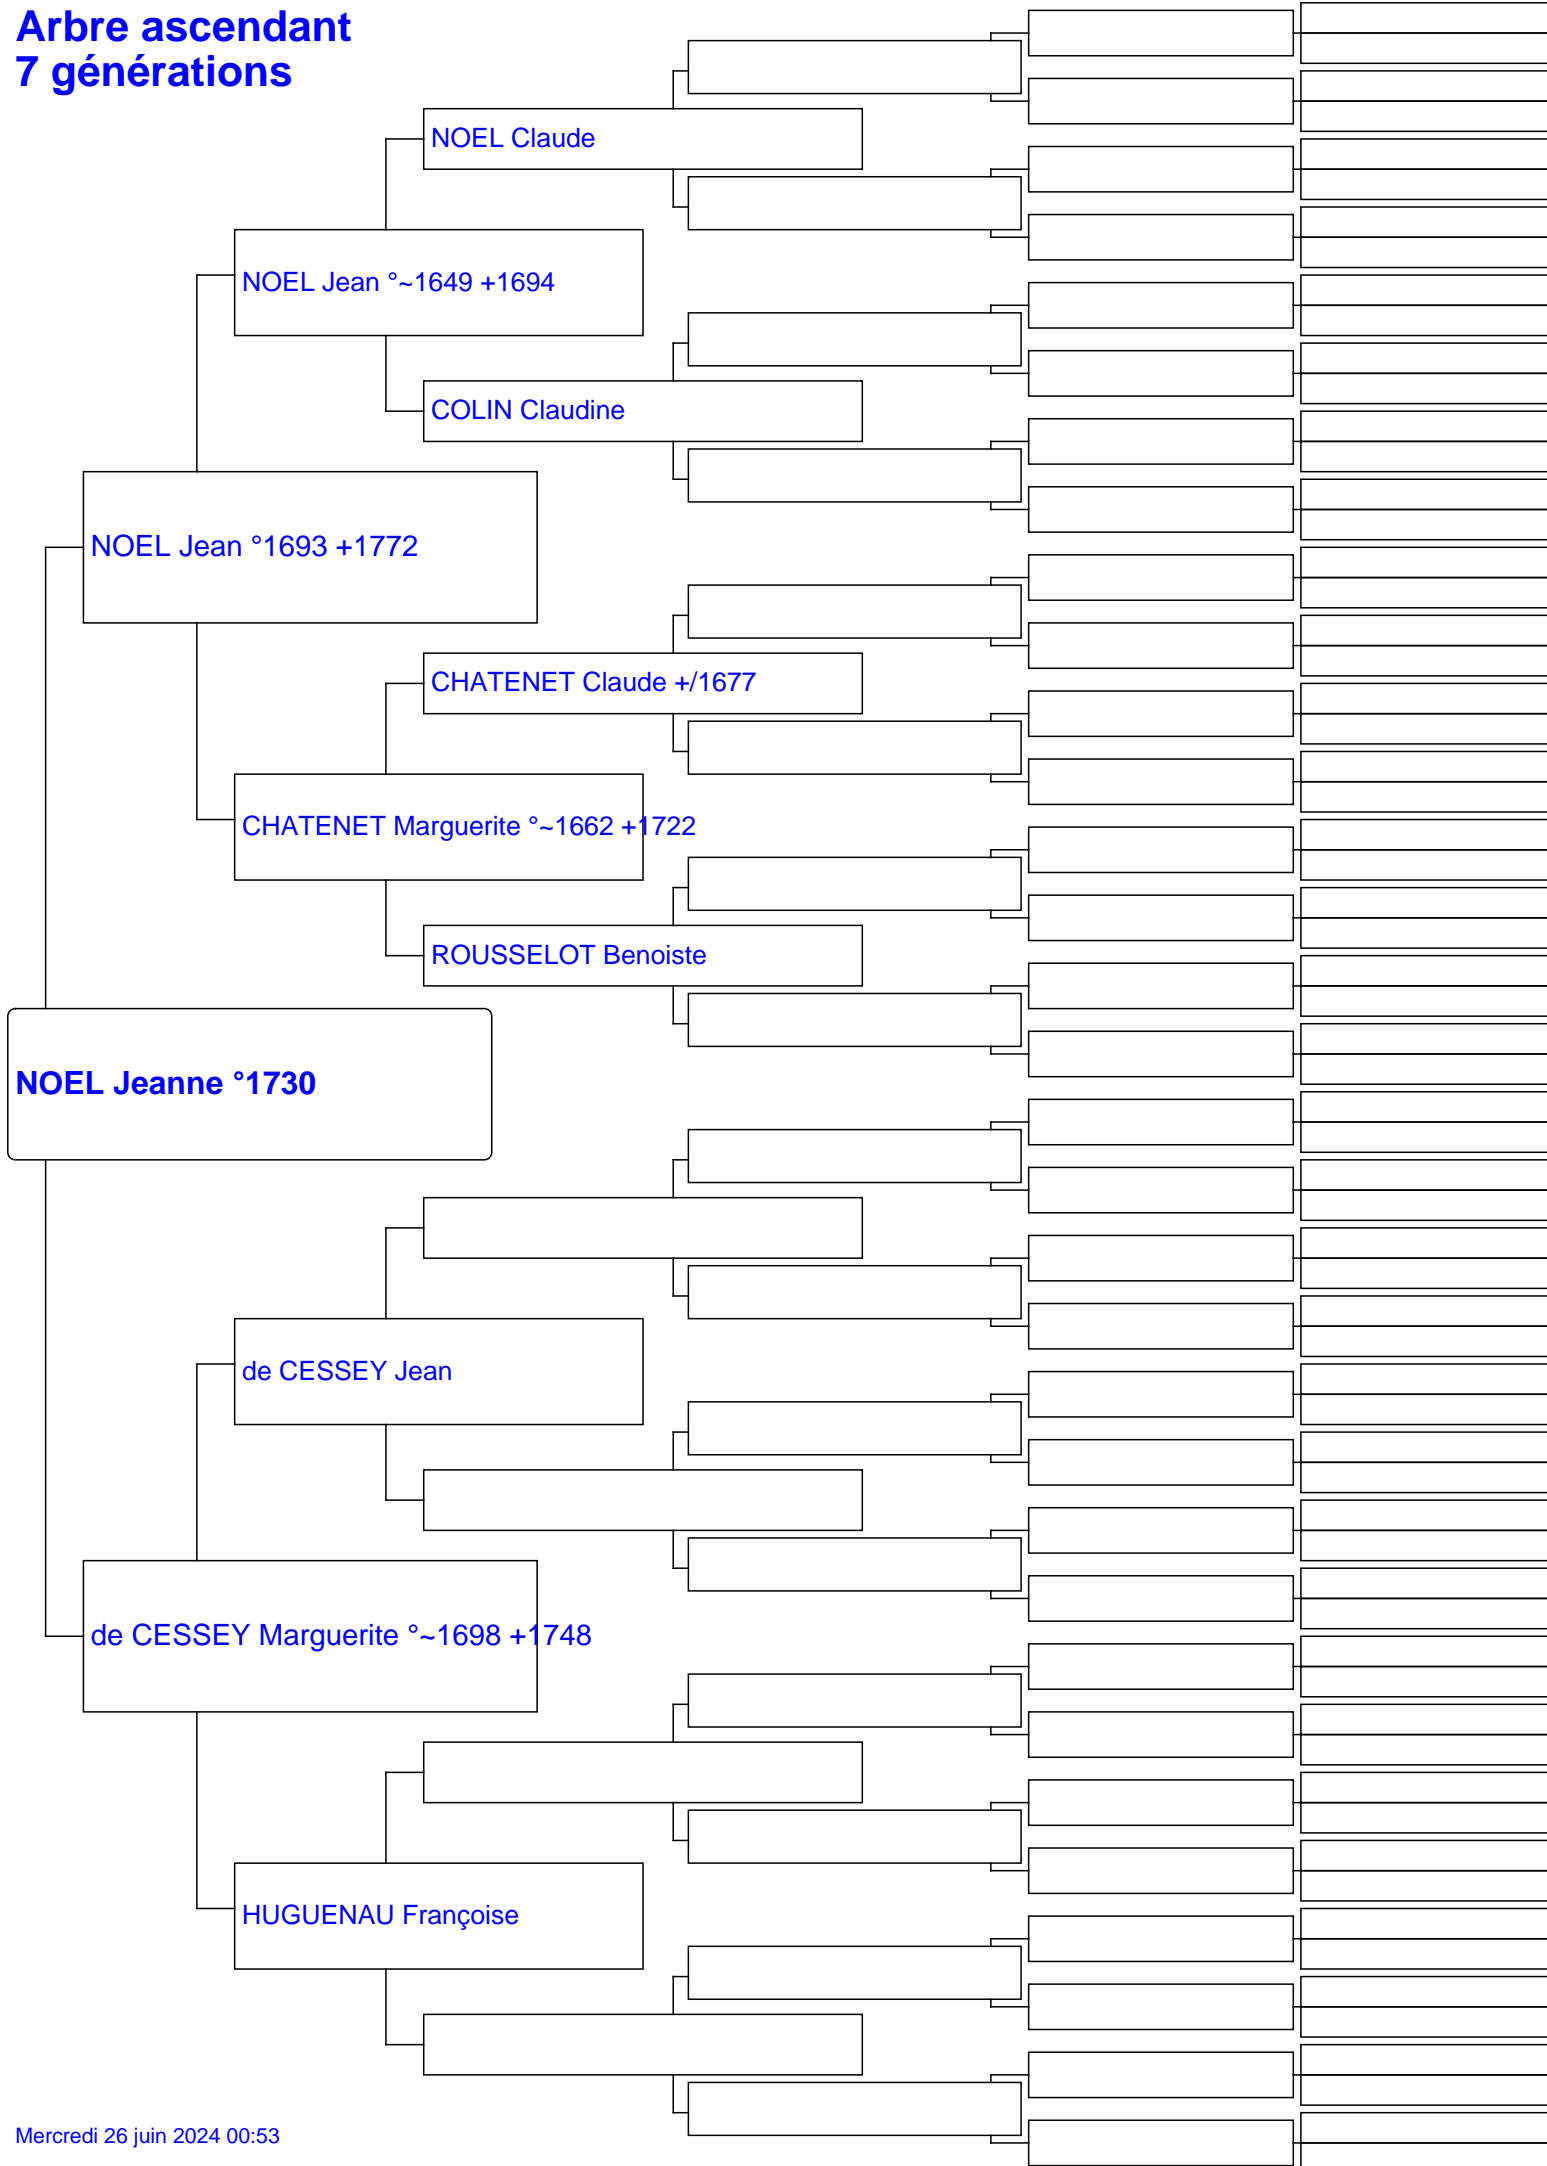 Arbre ascendant
7 générations
NOEL Claude
NOEL Jean °~1649 +1694
COLIN Claudine
NOEL Jean °1693 +1772
CHATENET Claude +/1677
CHATENET Marguerite °~1662 +1722
ROUSSELOT Benoiste
NOEL Jeanne °1730
de CESSEY Jean
de CESSEY Marguerite °~1698 +1748
HUGUENAU Françoise
Mercredi 26 juin 2024 00:53